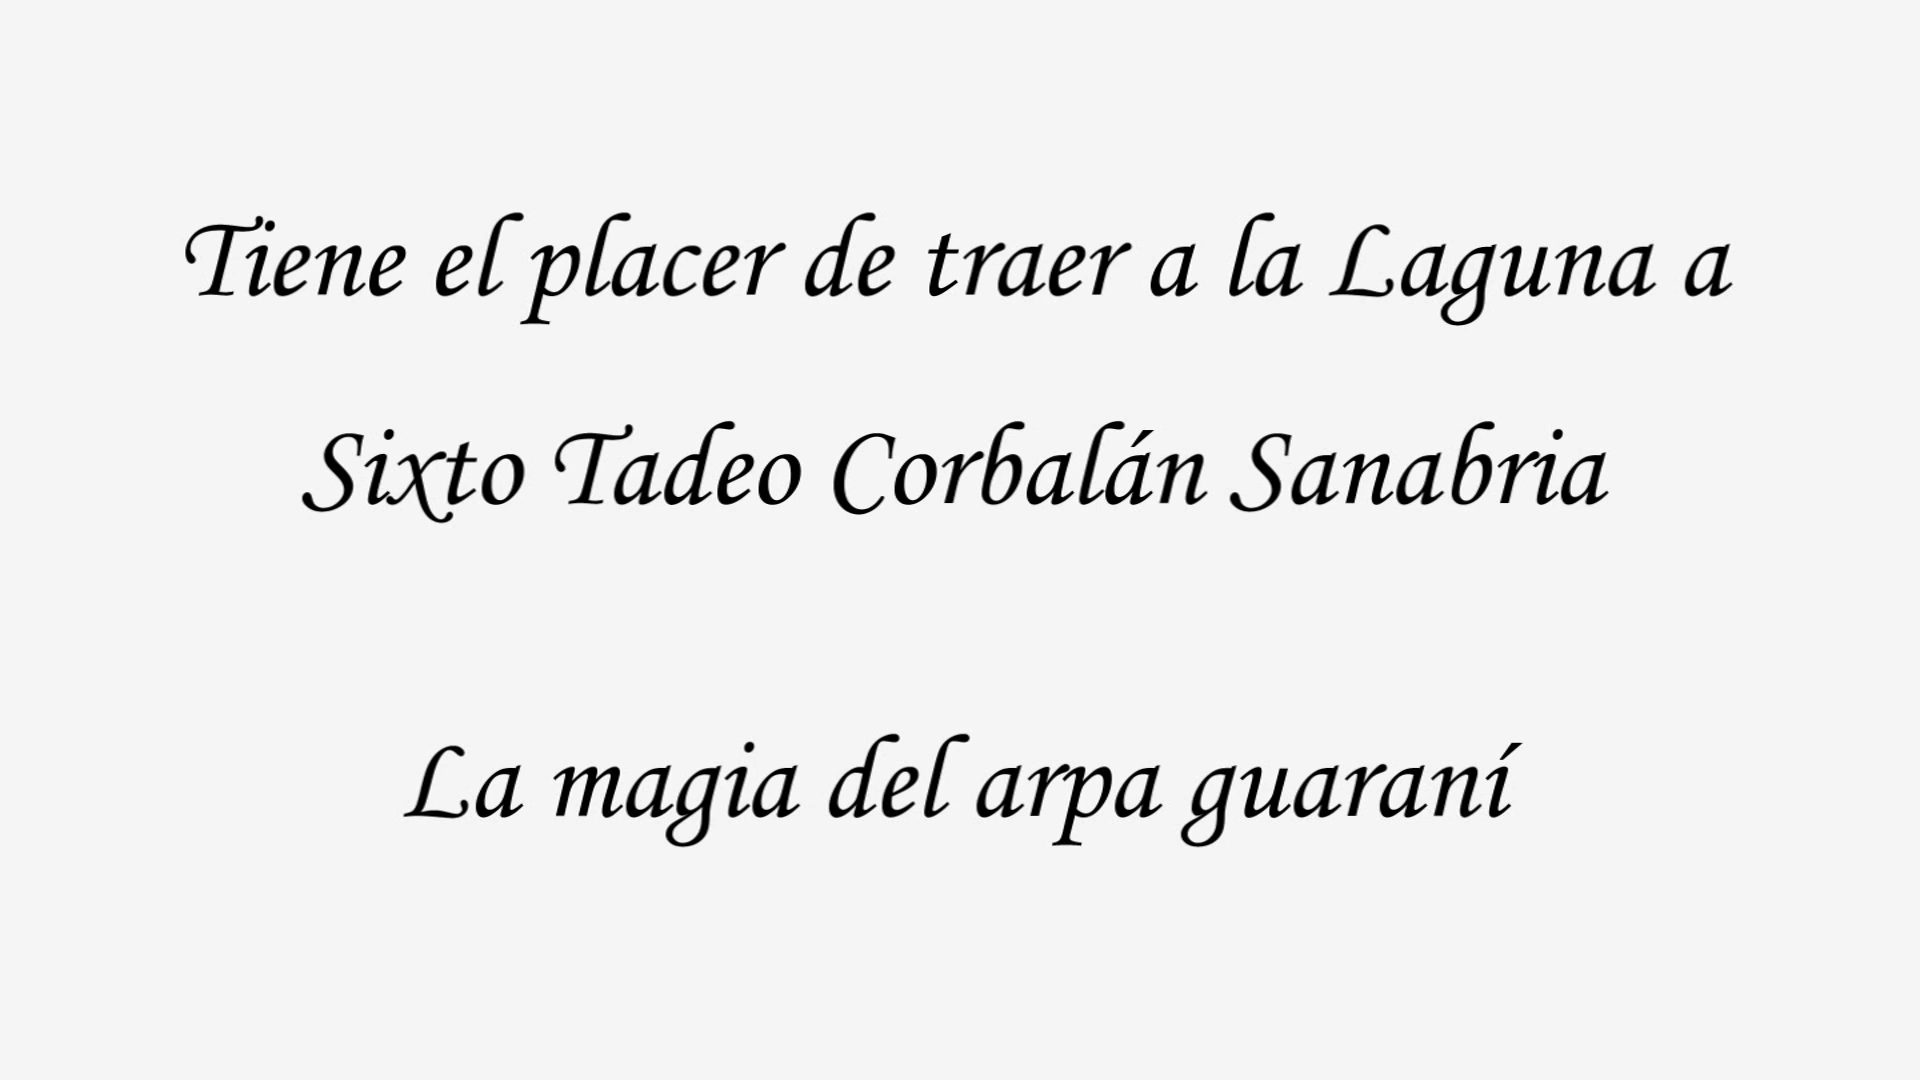 Tiene el placer de traer a la Laguna a
Sixto Tadeo Corbalán Sanabria
La magia del arpa guaraní